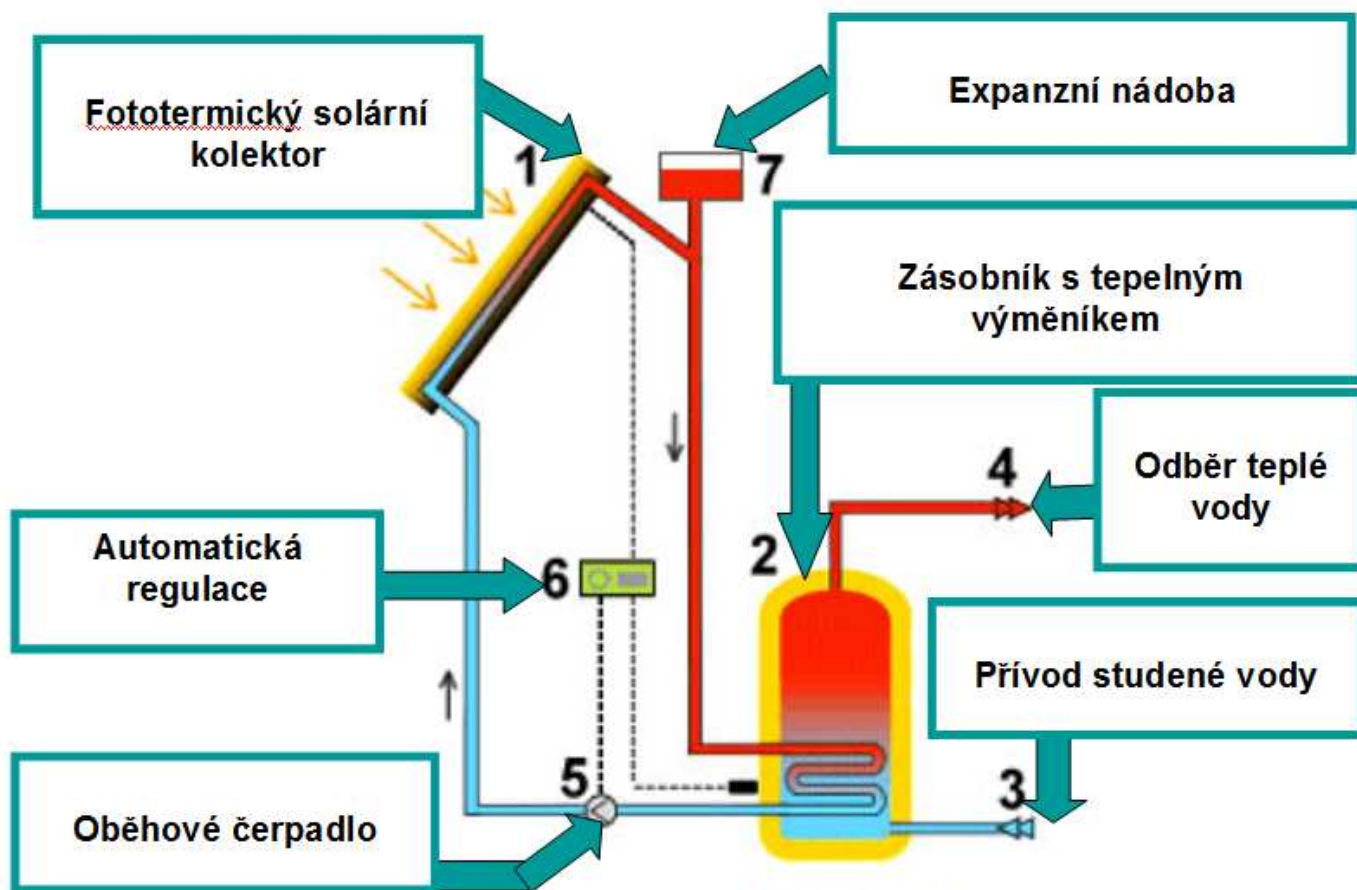 Fototermický solární
kolektor
1
Expanzní nádoba
7
Zásobník s tepelným
výměníkem
2
Odběr teplé
vody
4
Automatická
regulace
6
Přívod studené vody
3
Oběhové čerpadlo
5